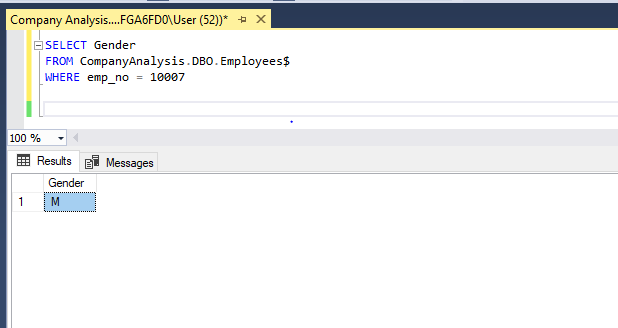 Company Analysis....FGA6FD0\User (52))*
SELECT Gender
FROM CompanyAnalysis.DBO.Employees$
WHERE emp_no = 10007
100 %
Results Messages
Gender
1 M